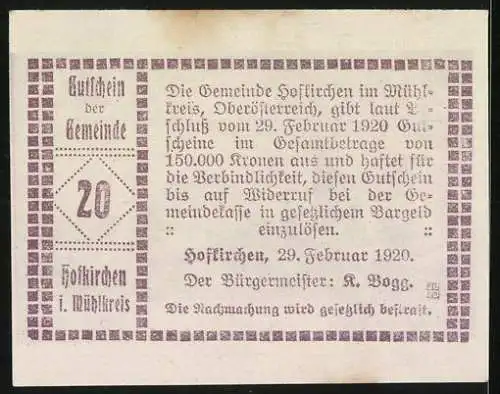 Gutschein
der
Gemeinde
20
Hofkirchen
i. Mühlkreis
Die Gemeinde Hofkirchen im Mühl-
kreis, Oberösterreich, gibt laut
schluß vom 29. Februar 1920 Gut-
scheine im Gesamtbetrage von
150.000 Kronen aus und haftet für
die Verbindlichkeit, diesen Gutschein
bis auf Widerruf bei der Ge-
meindekasse in gesetzlichem Bargeld
:: einzulösen. ::
Hofkirchen, 29. Februar 1920.
Der Bürgermeister: K. Bogg.
Die Nachmachung wird gesetzlich bestraft.